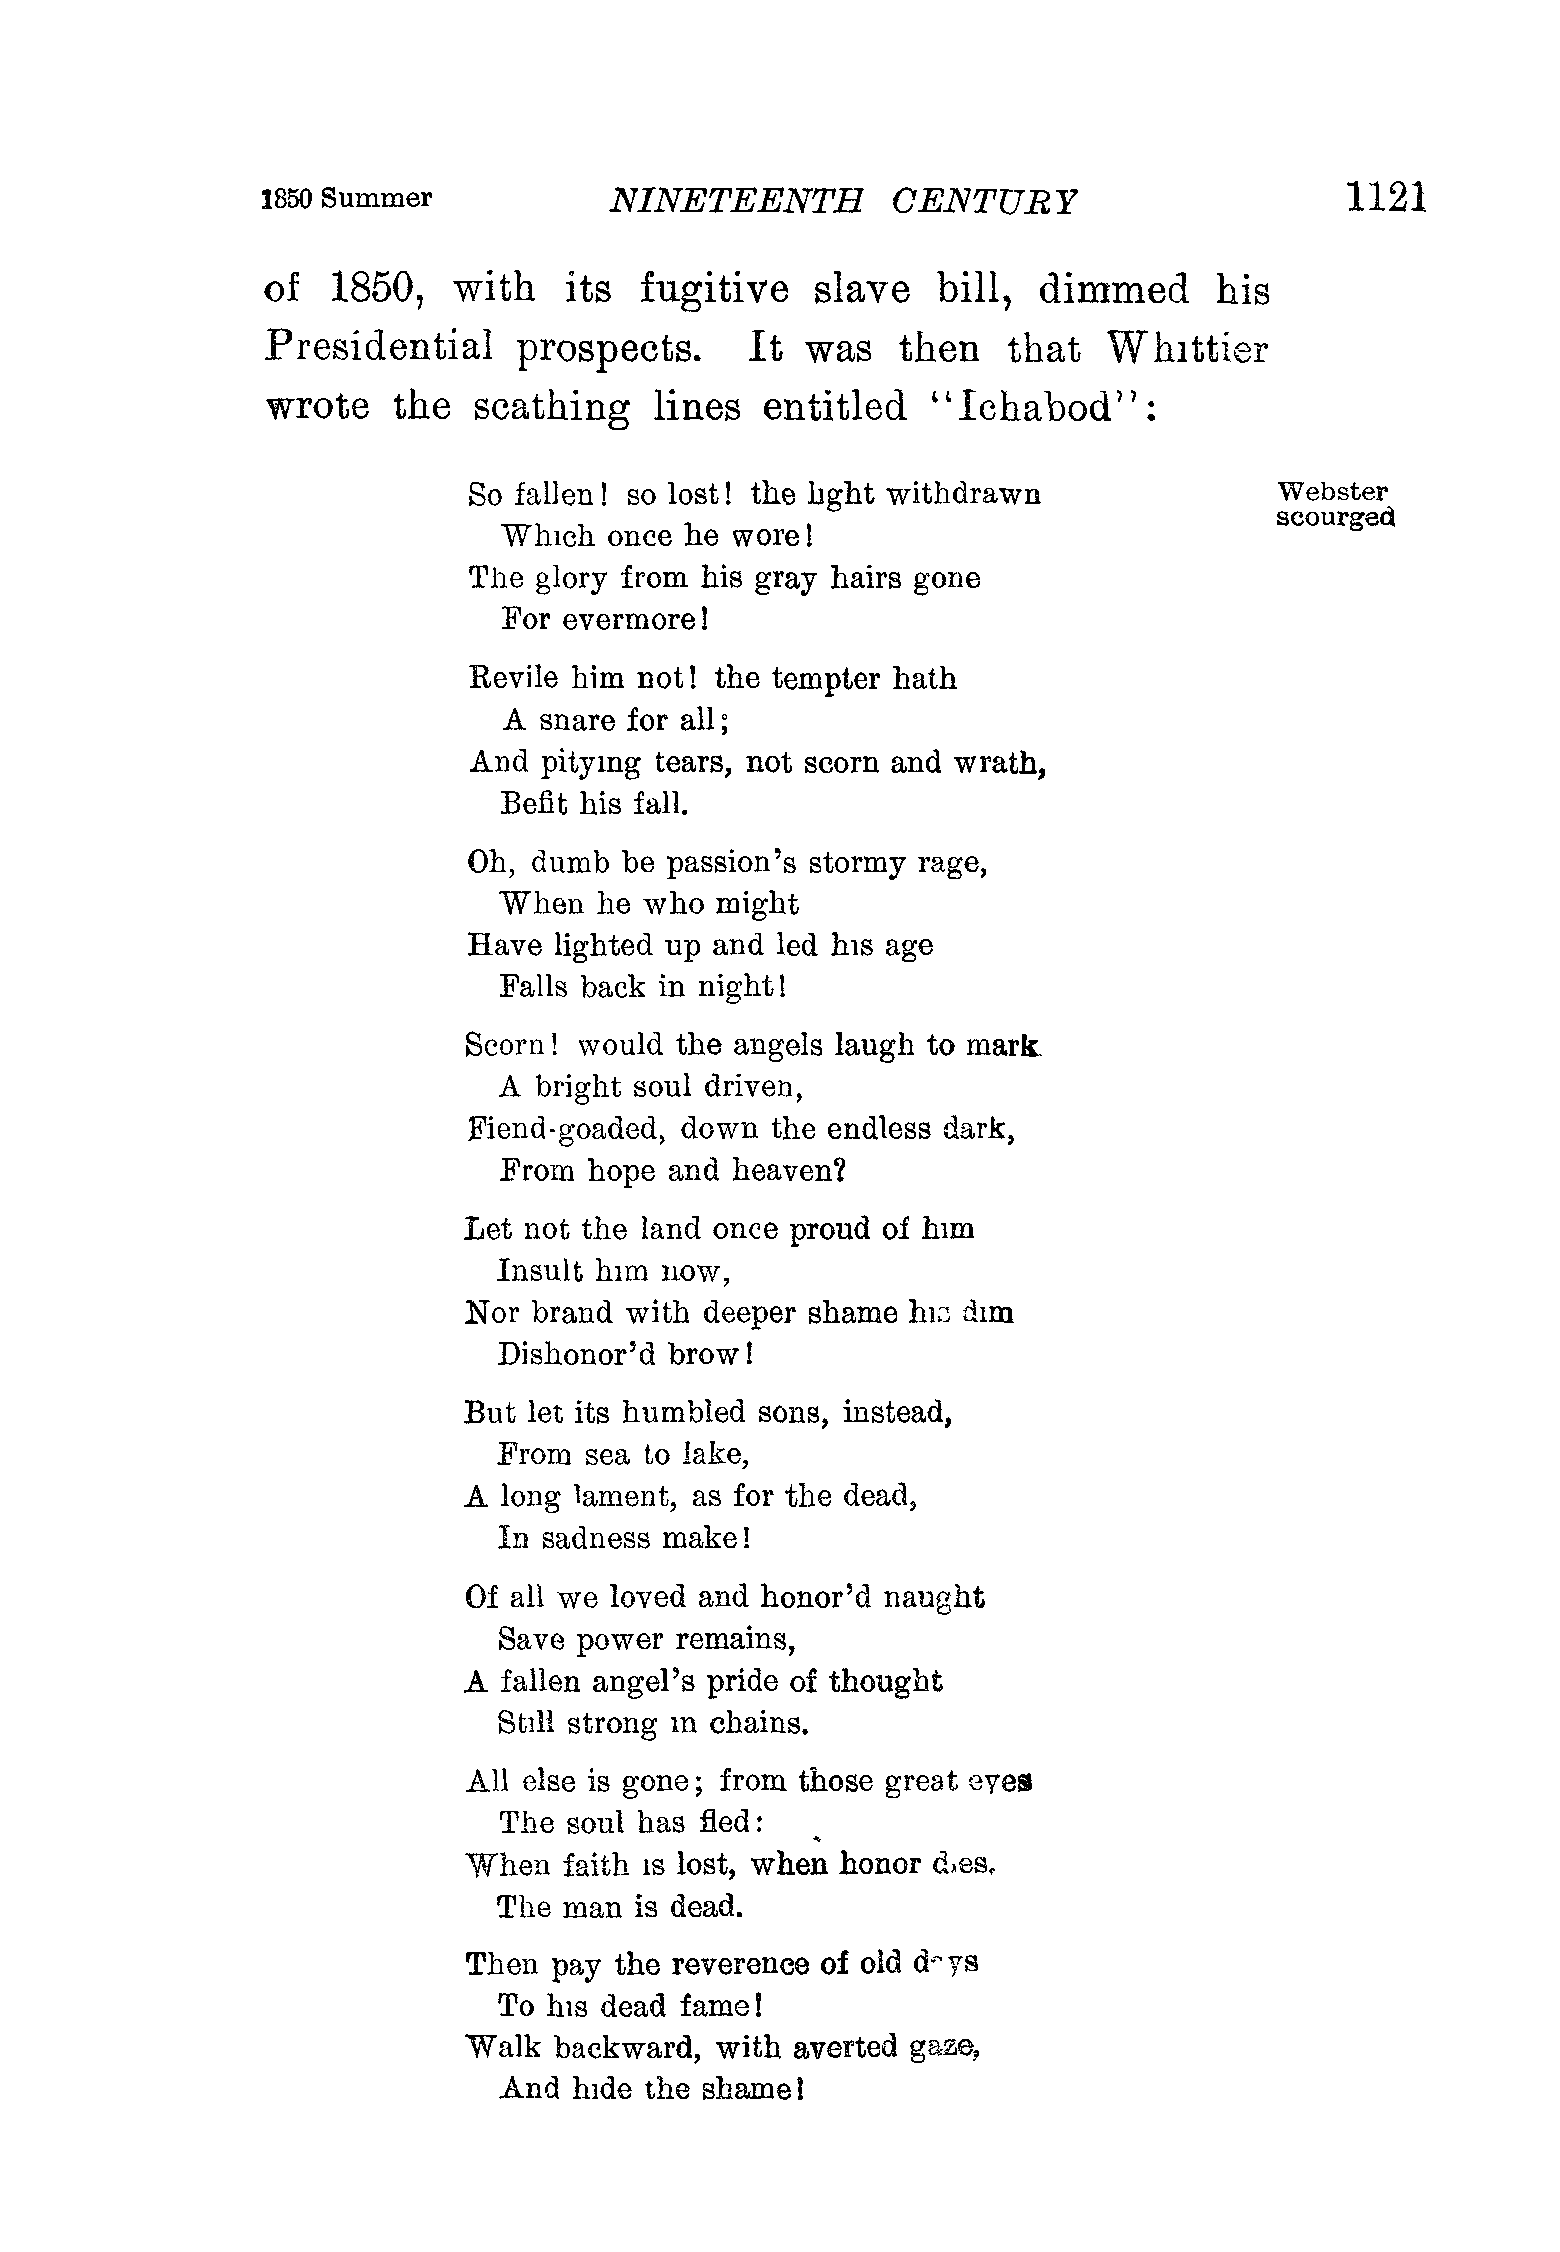 1850 Summer NINETEENTH CENTURY 1121
of 1850, with its fugitive slave bill, dimmed his
Presidential prospects. It was then that Whittier
wrote the scathing lines entitled "Ichabod":
So fallen! so lost! the light withdrawn
Webster
scourged
Which once he wore!
The glory from his gray hairs gone
For evermore!
Revile him not! the tempter hath
A snare for all;
And pitying tears, not scorn and wrath,
Befit his fall.
Oh, dumb be passion's stormy rage,
When he who might
Have lighted up and led his age
Falls back in night!
Scorn! would the angels laugh to mark
A bright soul driven,
Fiend-goaded, down the endless dark,
From hope and heaven?
Let not the land once proud of him
Insult him now,
Nor brand with deeper shame his dim
Dishonor'd brow!
But let its humbled sons, instead,
From sea to lake,
A long lament, as for the dead,
In sadness make!
Of all we loved and honor'd naught
Save power remains,
A fallen angel's pride of thought
Still strong in chains.
All else is gone; from those great eyes
The soul has fled:
When faith is lost, when honor dies,
The man is dead.
Then pay the reverence of old days
To his dead fame!
Walk backward, with averted gaze,
And hide the shame!